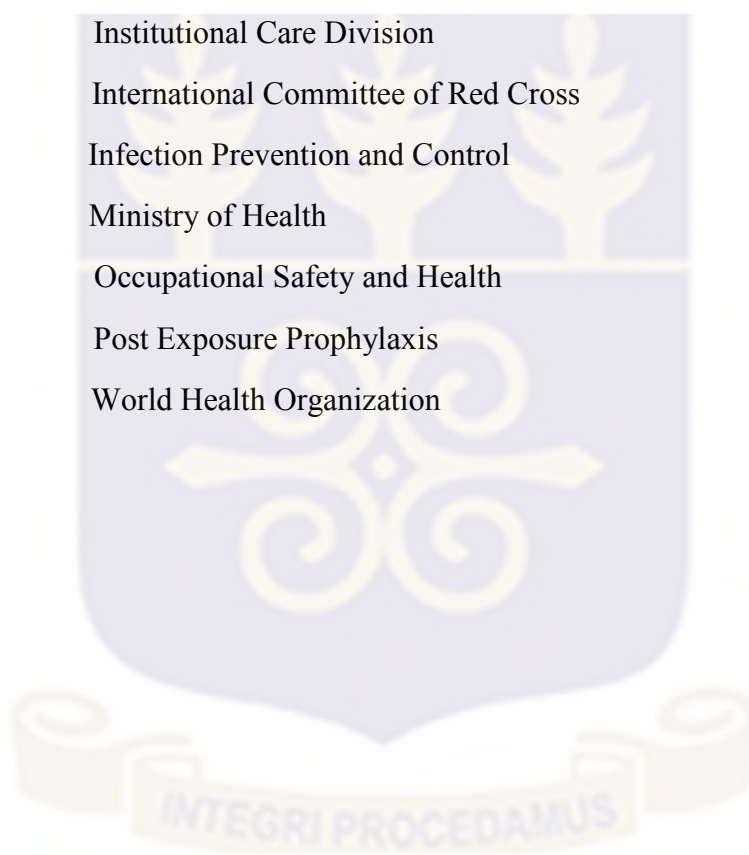 Institutional Care Division
International Committee of Red Cross
Infection Prevention and Control
Ministry of Health
Occupational Safety and Health
Post Exposure Prophylaxis
World Health Organization
INTEGRI PROCEDAMUS